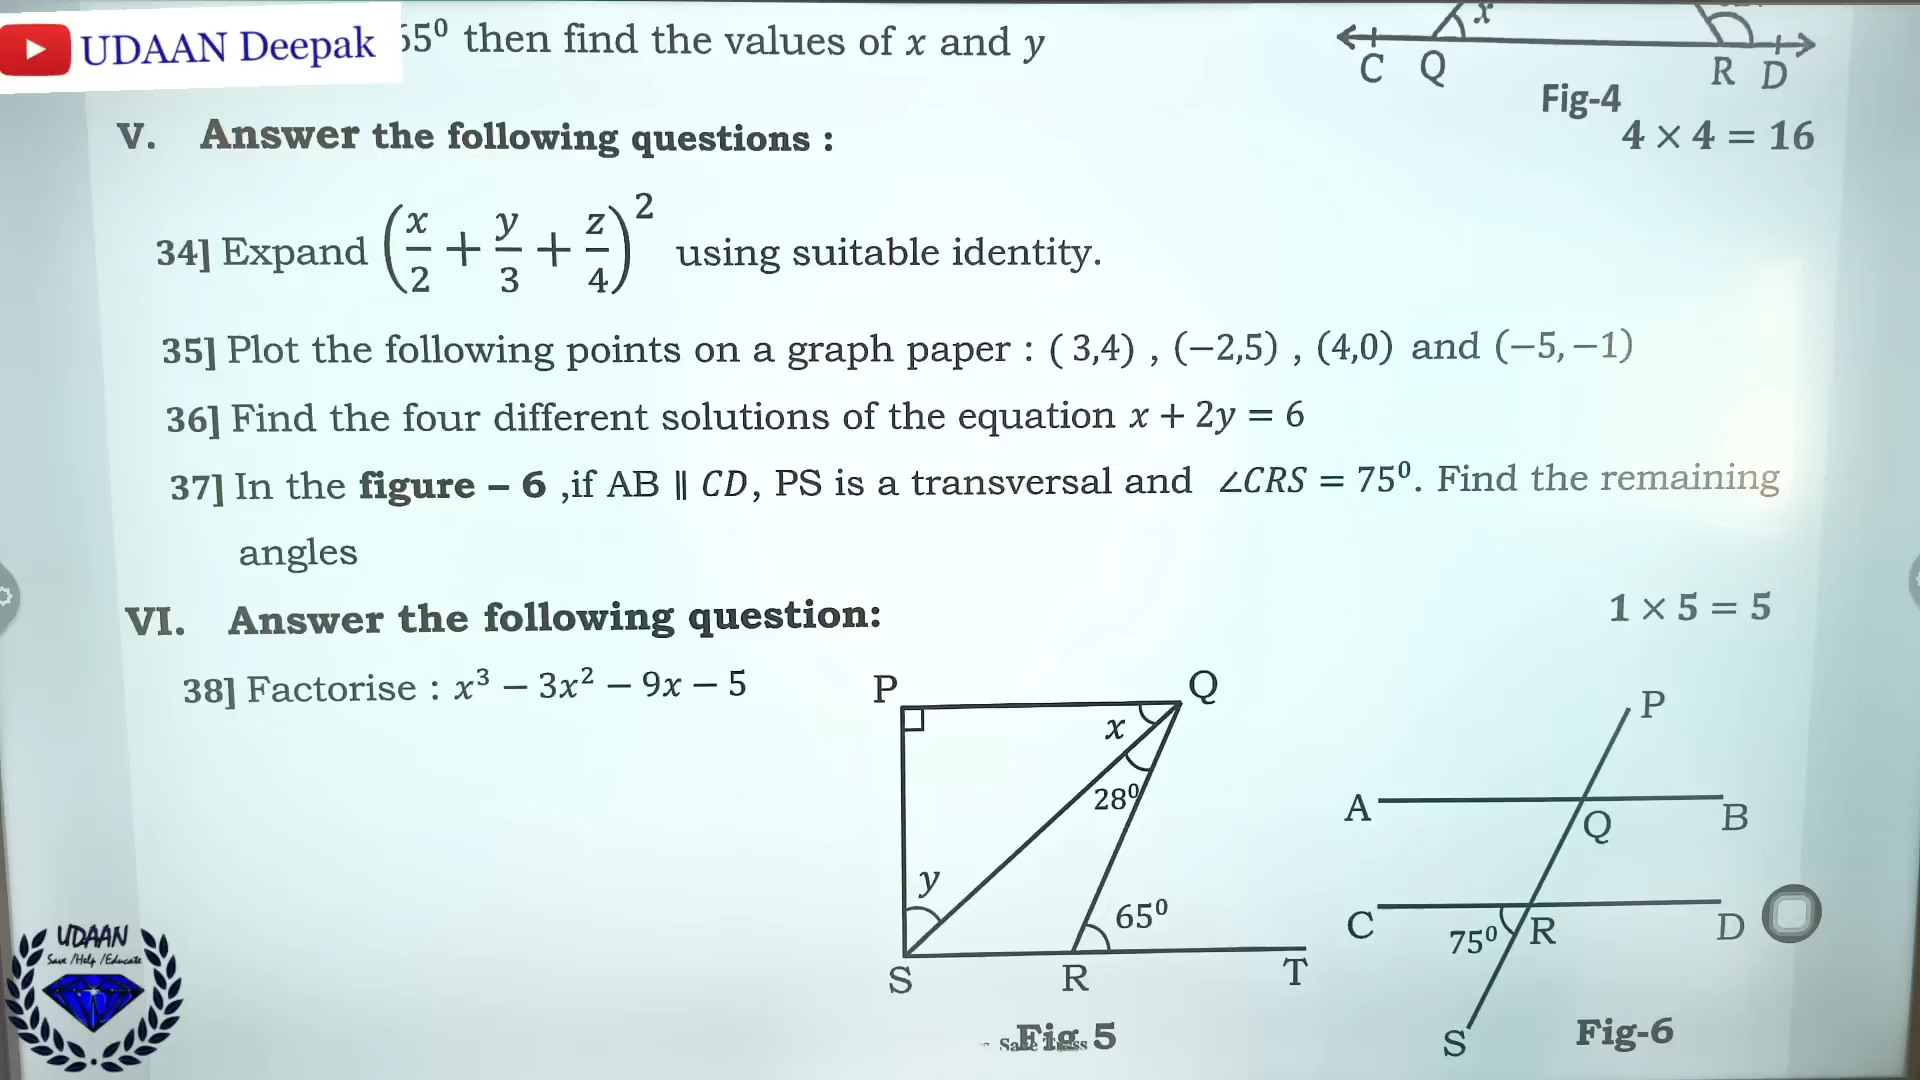 UDAAN Deepak 5⁰ then find the values of x and y
x
C Q R D
Fig-4
V. Answer the following questions : 4 × 4 = 16
34] Expand (x/2 + y/3 + z/4)² using suitable identity.
35] Plot the following points on a graph paper : ( 3,4) , (−2,5) , (4,0) and (−5,−1)
36] Find the four different solutions of the equation x + 2y = 6
37] In the figure – 6 ,if AB ∥ CD, PS is a transversal and ∠CRS = 75⁰. Find the remaining
angles
VI. Answer the following question: 1 × 5 = 5
38] Factorise : x³ − 3x² − 9x − 5
P Q
x
28⁰
y
65⁰
S R T
Fig 5
P
A Q B
C 75⁰ R D
S
Fig-6
UDAAN
Save /Help /Educate